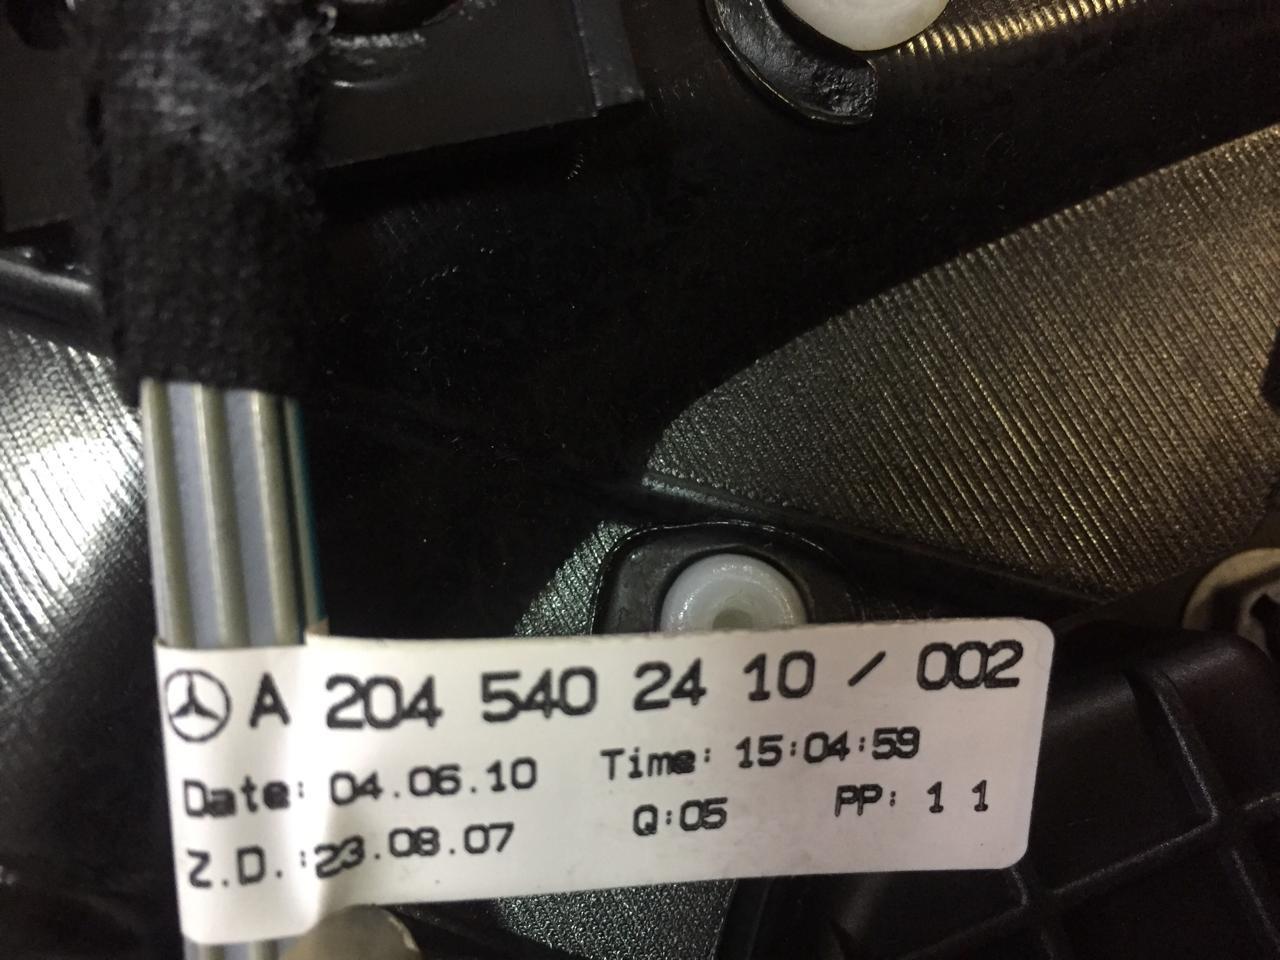 A 204 540 24 10 / 002
Date: 04.06.10 Time: 15:04:59
Z.D.:23.08.07 Q:05 PP: 1 1